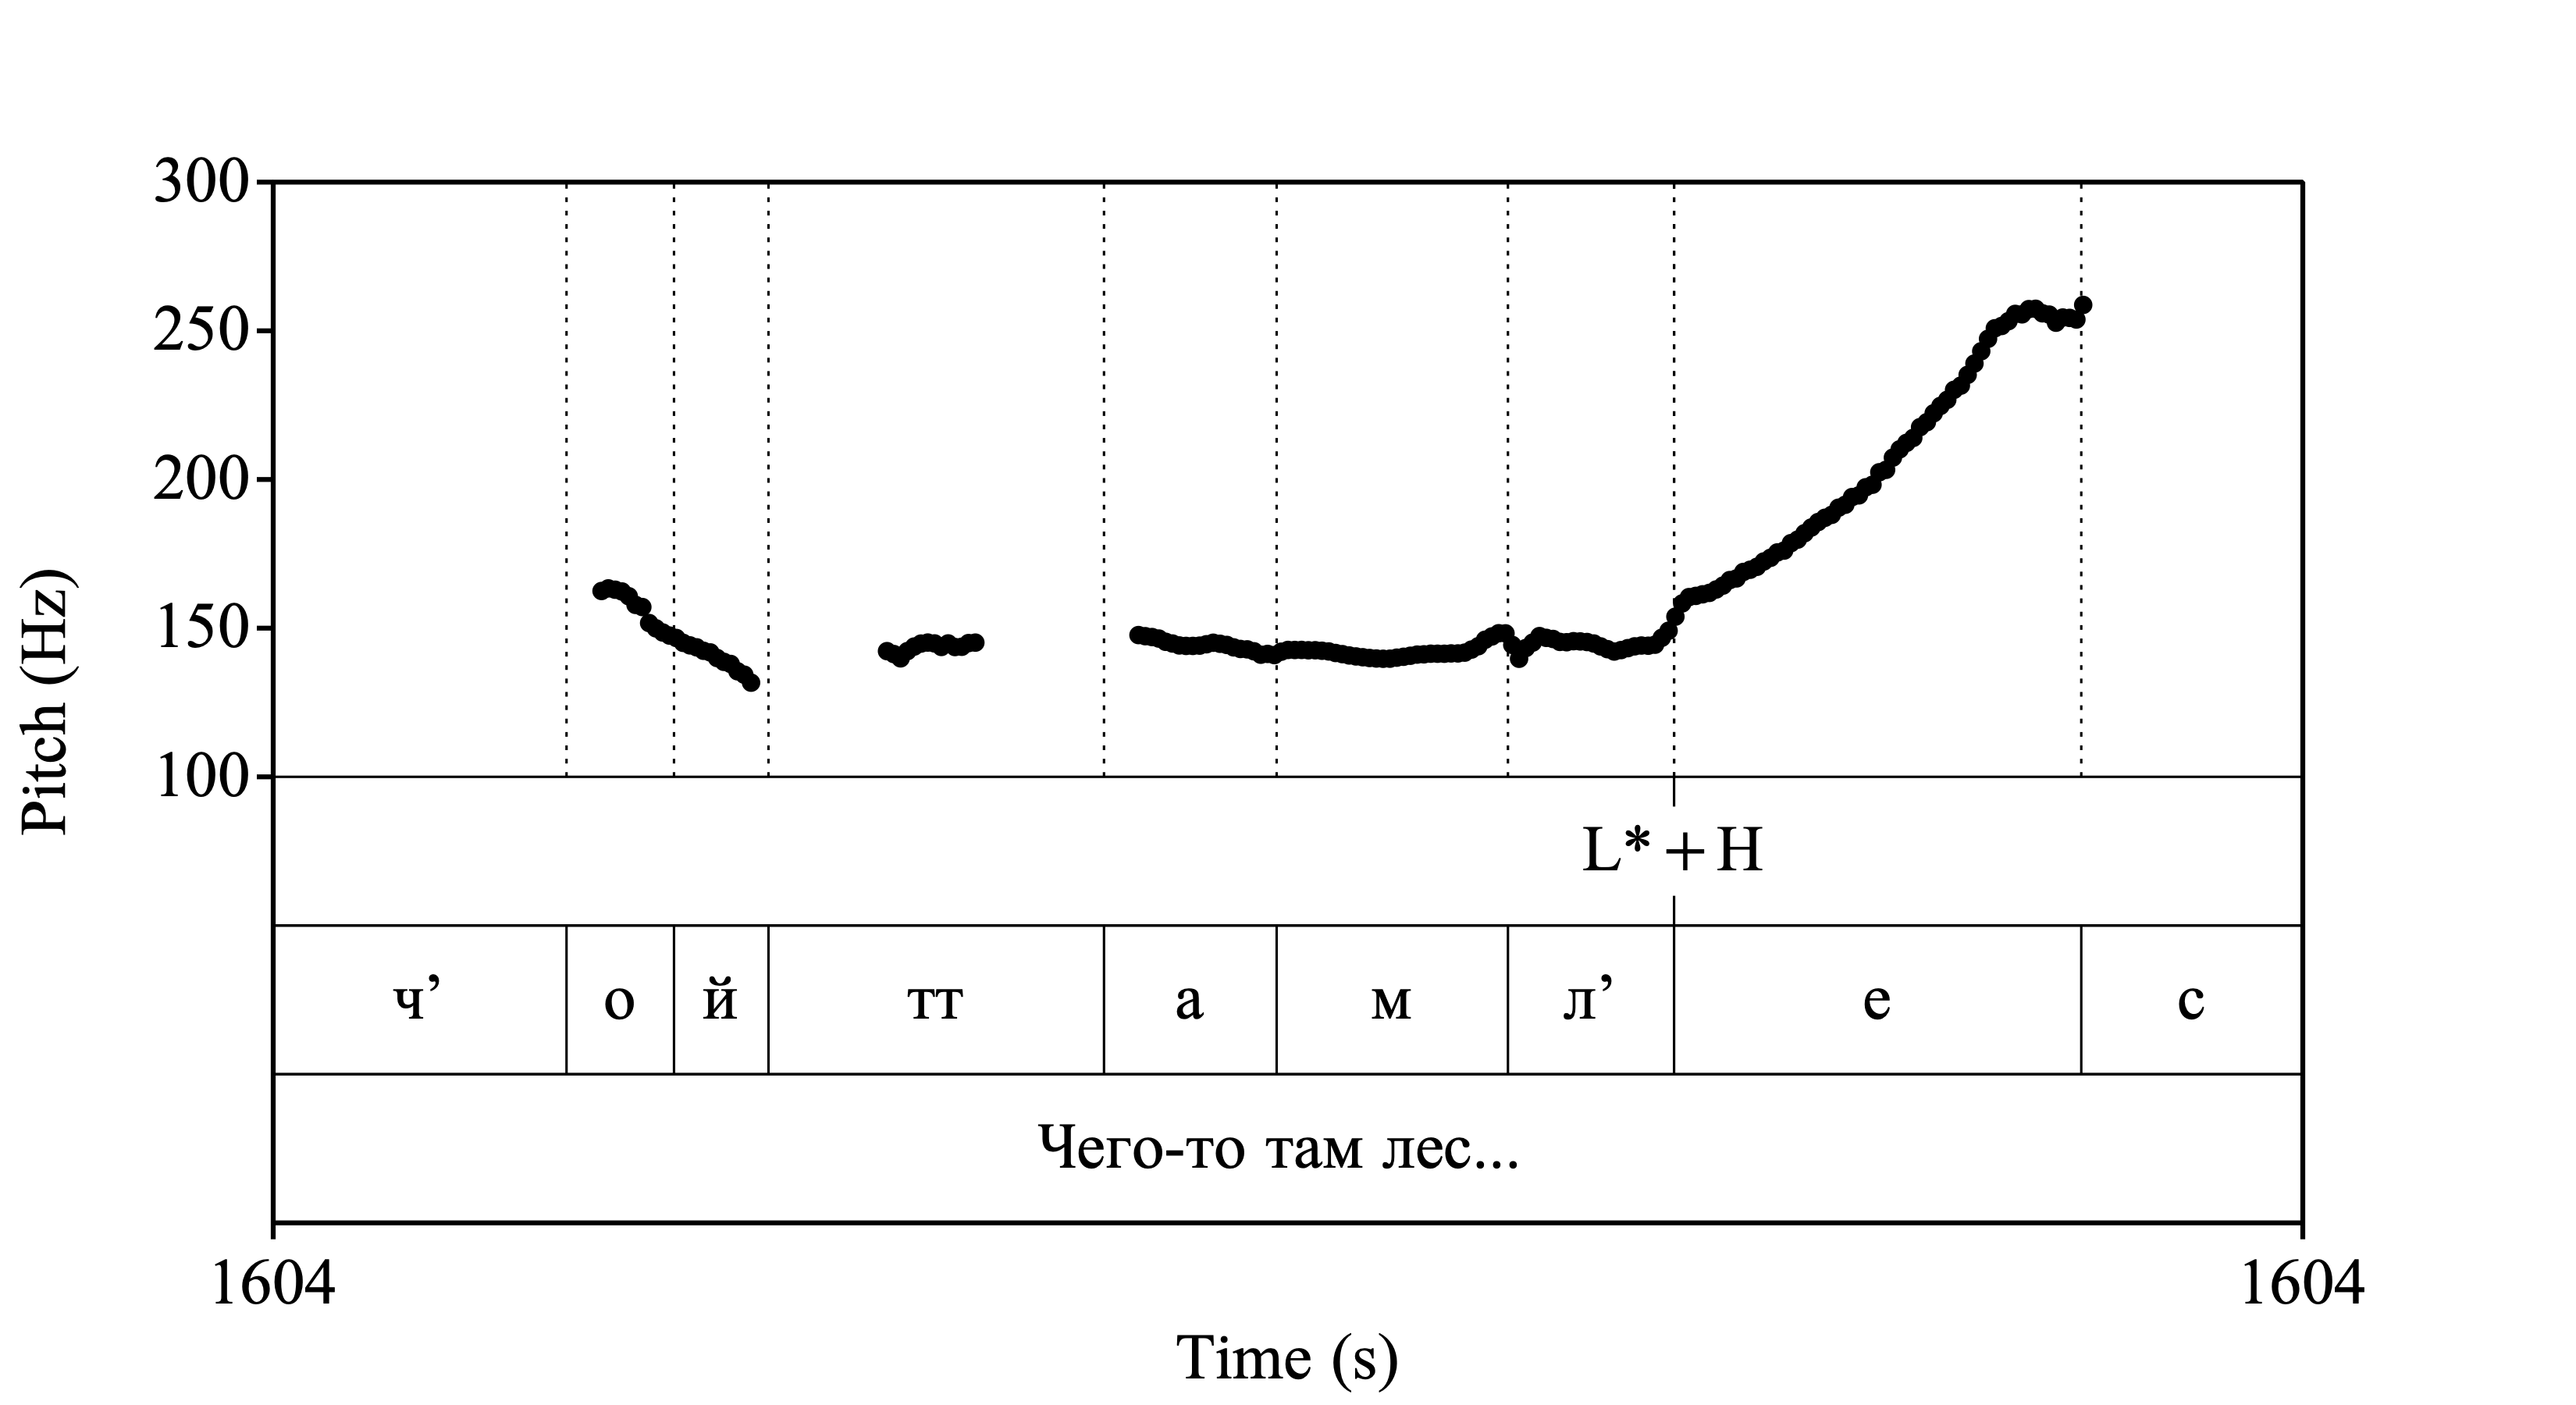 300
250
200
150
100
Pitch (Hz)
L*+H
ч’ о й тт а м л’ е с
Чего-то там лес...
1604 1604
Time (s)